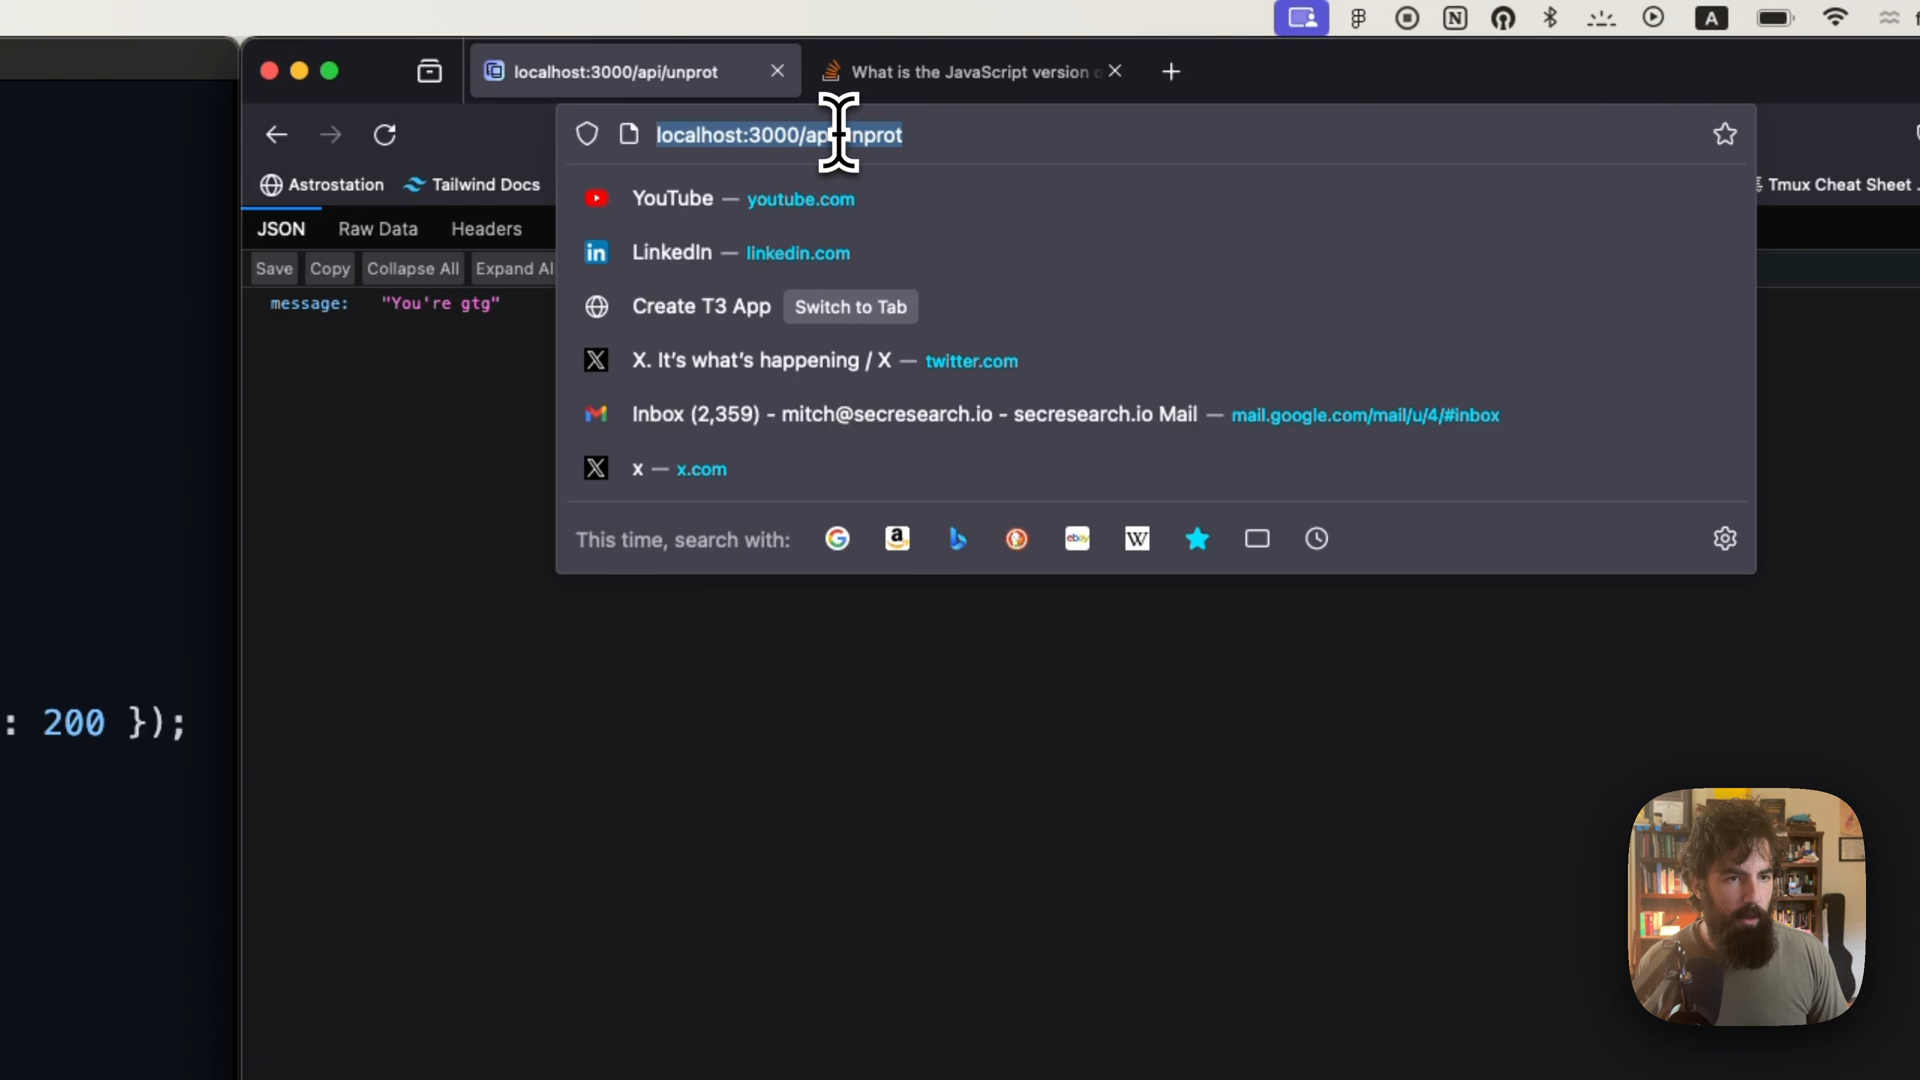 N
A
localhost:3000/api/unprot
What is the JavaScript version o
localhost:3000/api/unprot
Astrostation
Tailwind Docs
Tmux Cheat Sheet
JSON
Raw Data
Headers
Save
Copy
Collapse All
Expand Al
message: "You're gtg"
YouTube — youtube.com
LinkedIn — linkedin.com
Create T3 App
Switch to Tab
X. It's what's happening / X — twitter.com
Inbox (2,359) - mitch@secresearch.io - secresearch.io Mail — mail.google.com/mail/u/4/#inbox
x — x.com
This time, search with:
: 200 });